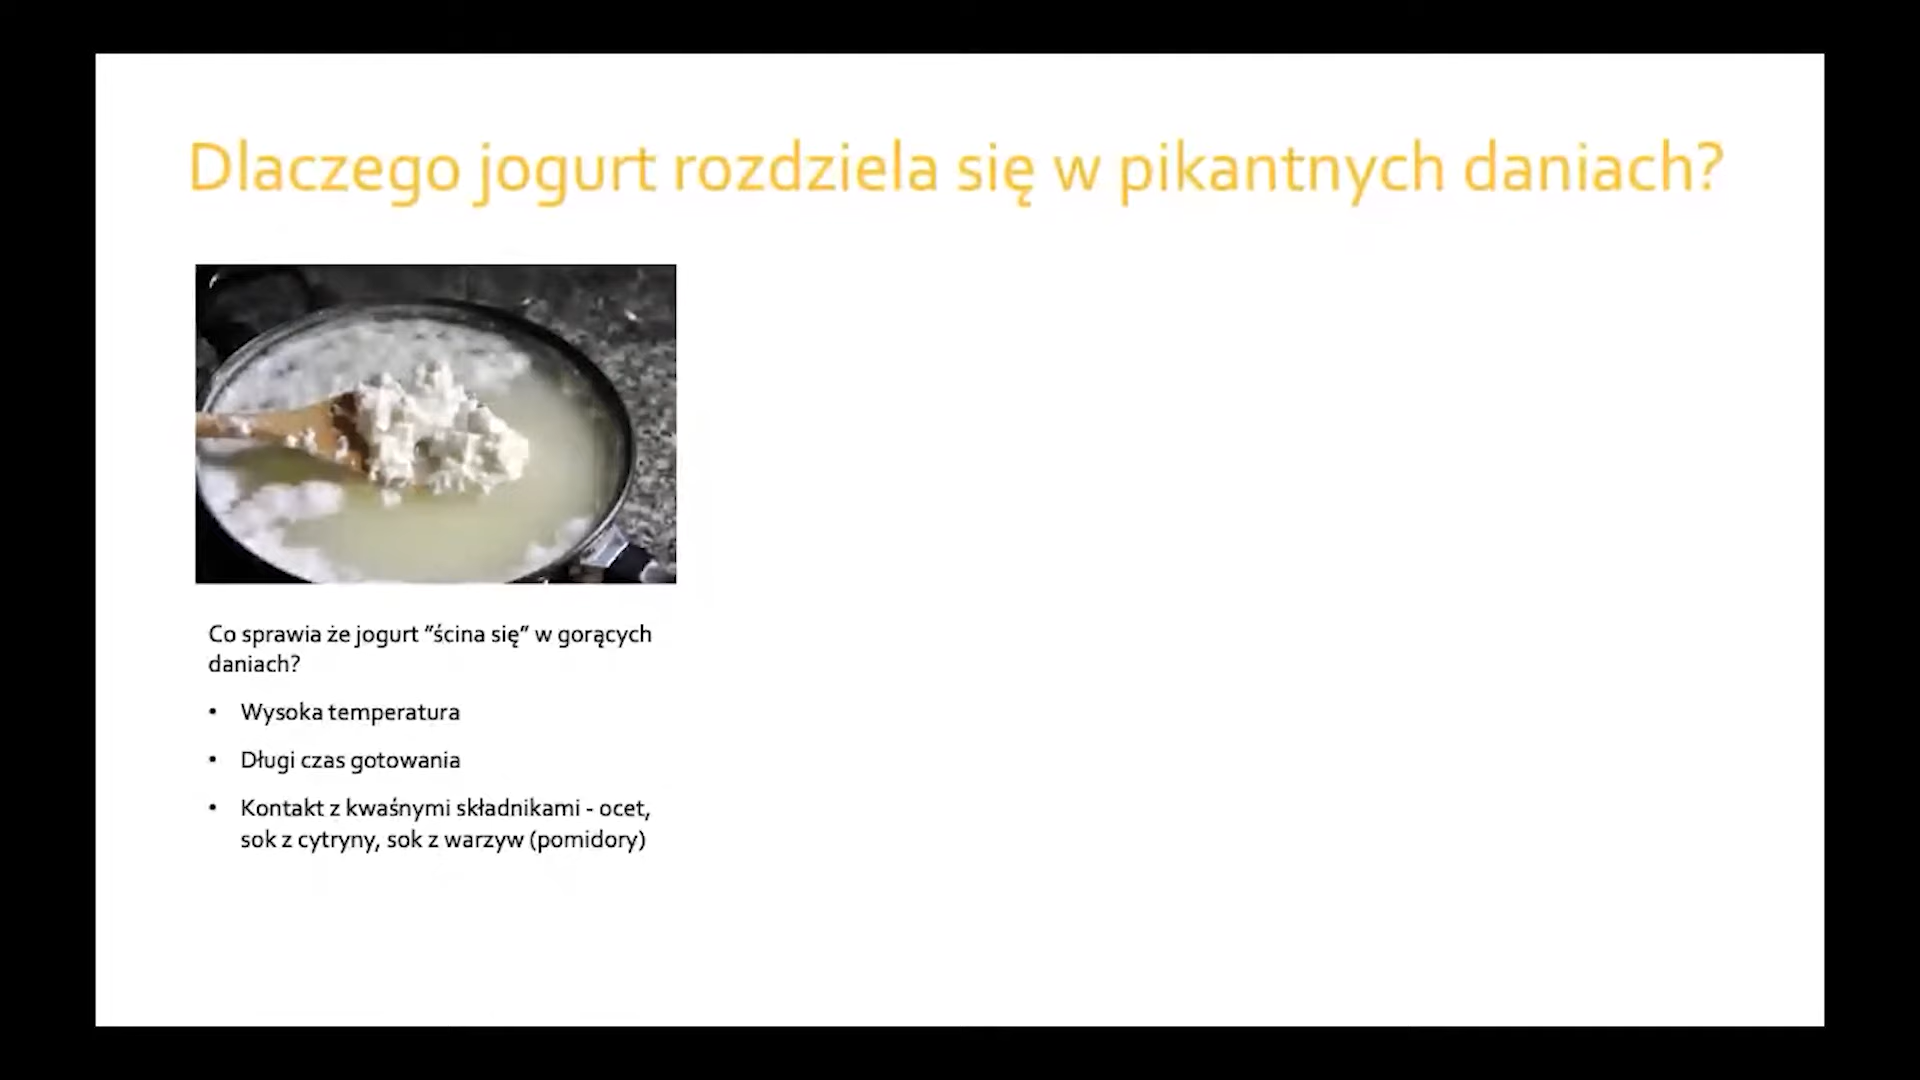 Dlaczego jogurt rozdziela się w pikantnych daniach?
Co sprawia że jogurt "ścina się" w gorących
daniach?
• Wysoka temperatura
• Długi czas gotowania
• Kontakt z kwaśnymi składnikami - ocet,
sok z cytryny, sok z warzyw (pomidory)